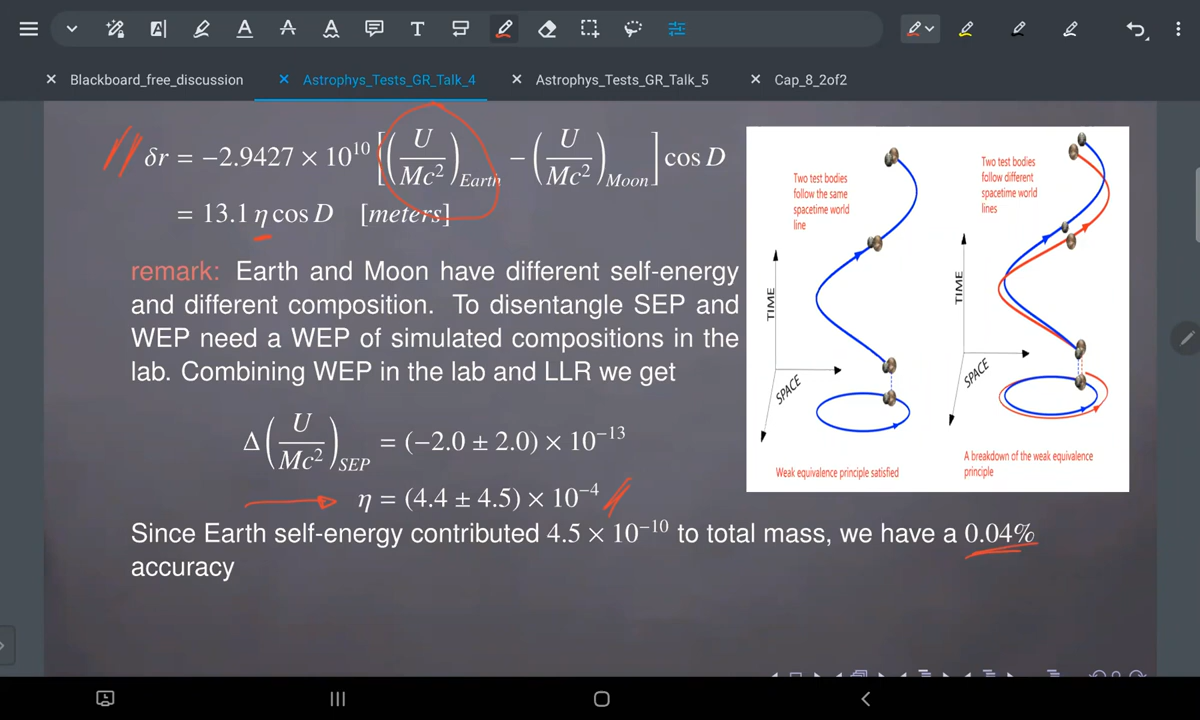 Blackboard_free_discussion
Astrophys_Tests_GR_Talk_4
Astrophys_Tests_GR_Talk_5
Cap_8_2of2
δr = −2.9427 × 10¹⁰ [(U/Mc²)_Earth − (U/Mc²)_Moon] cos D
= 13.1 η cos D [meters]
remark: Earth and Moon have different self-energy
and different composition. To disentangle SEP and
WEP need a WEP of simulated compositions in the
lab. Combining WEP in the lab and LLR we get
Δ(U/Mc²)_SEP = (−2.0 ± 2.0) × 10⁻¹³
η = (4.4 ± 4.5) × 10⁻⁴
Since Earth self-energy contributed 4.5 × 10⁻¹⁰ to total mass, we have a 0.04%
accuracy
Two test bodies
follow the same
spacetime world
line
TIME
SPACE
Weak equivalence principle satisfied
Two test bodies
follow different
spacetime world
lines
TIME
SPACE
A breakdown of the weak equivalence
principle